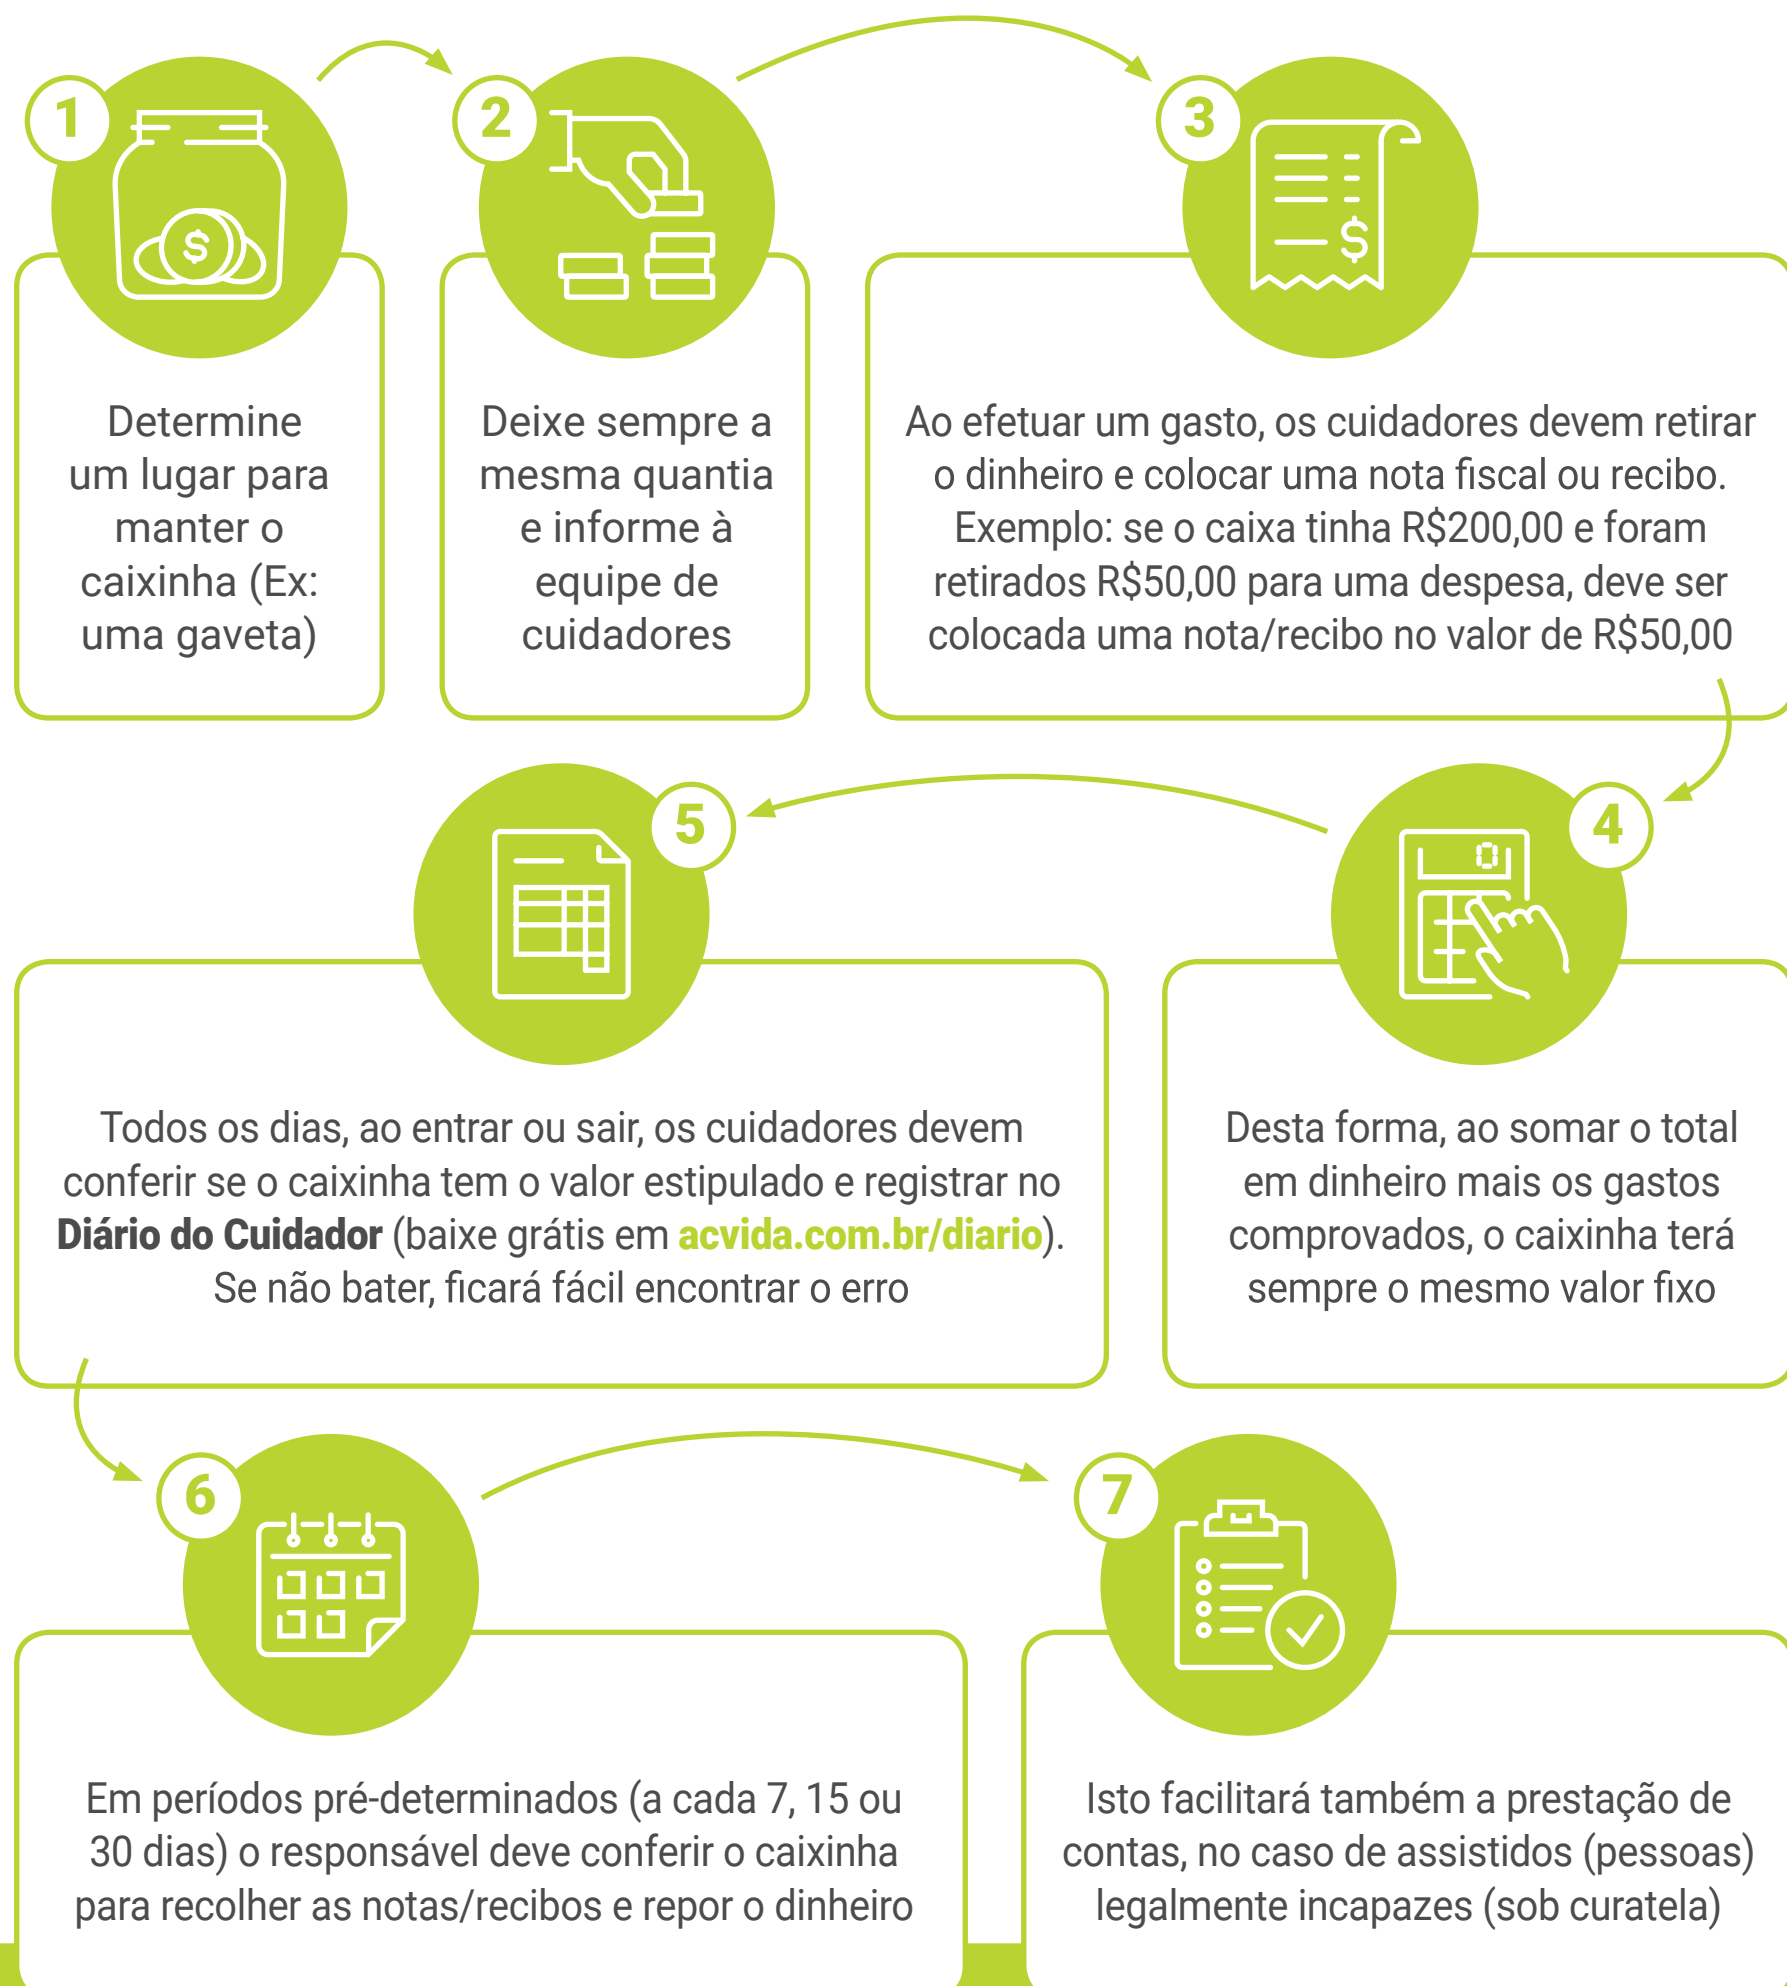 1
Determine
um lugar para
manter o
caixinha (Ex:
uma gaveta)
2
Deixe sempre a
mesma quantia
e informe à
equipe de
cuidadores
3
$
Ao efetuar um gasto, os cuidadores devem retirar
o dinheiro e colocar uma nota fiscal ou recibo.
Exemplo: se o caixa tinha R$200,00 e foram
retirados R$50,00 para uma despesa, deve ser
colocada uma nota/recibo no valor de R$50,00
4
0
Desta forma, ao somar o total
em dinheiro mais os gastos
comprovados, o caixinha terá
sempre o mesmo valor fixo
5
Todos os dias, ao entrar ou sair, os cuidadores devem
conferir se o caixinha tem o valor estipulado e registrar no
Diário do Cuidador (baixe grátis em acvida.com.br/diario).
Se não bater, ficará fácil encontrar o erro
6
Em períodos pré-determinados (a cada 7, 15 ou
30 dias) o responsável deve conferir o caixinha
para recolher as notas/recibos e repor o dinheiro
7
Isto facilitará também a prestação de
contas, no caso de assistidos (pessoas)
legalmente incapazes (sob curatela)